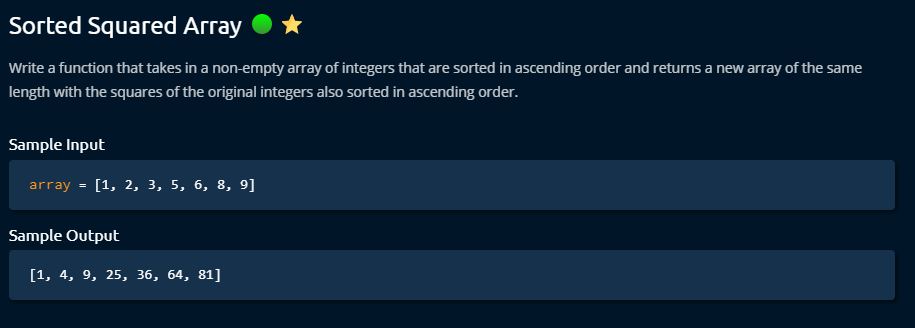 Sorted Squared Array
Write a function that takes in a non-empty array of integers that are sorted in ascending order and returns a new array of the same
length with the squares of the original integers also sorted in ascending order.
Sample Input
array = [1, 2, 3, 5, 6, 8, 9]
Sample Output
[1, 4, 9, 25, 36, 64, 81]